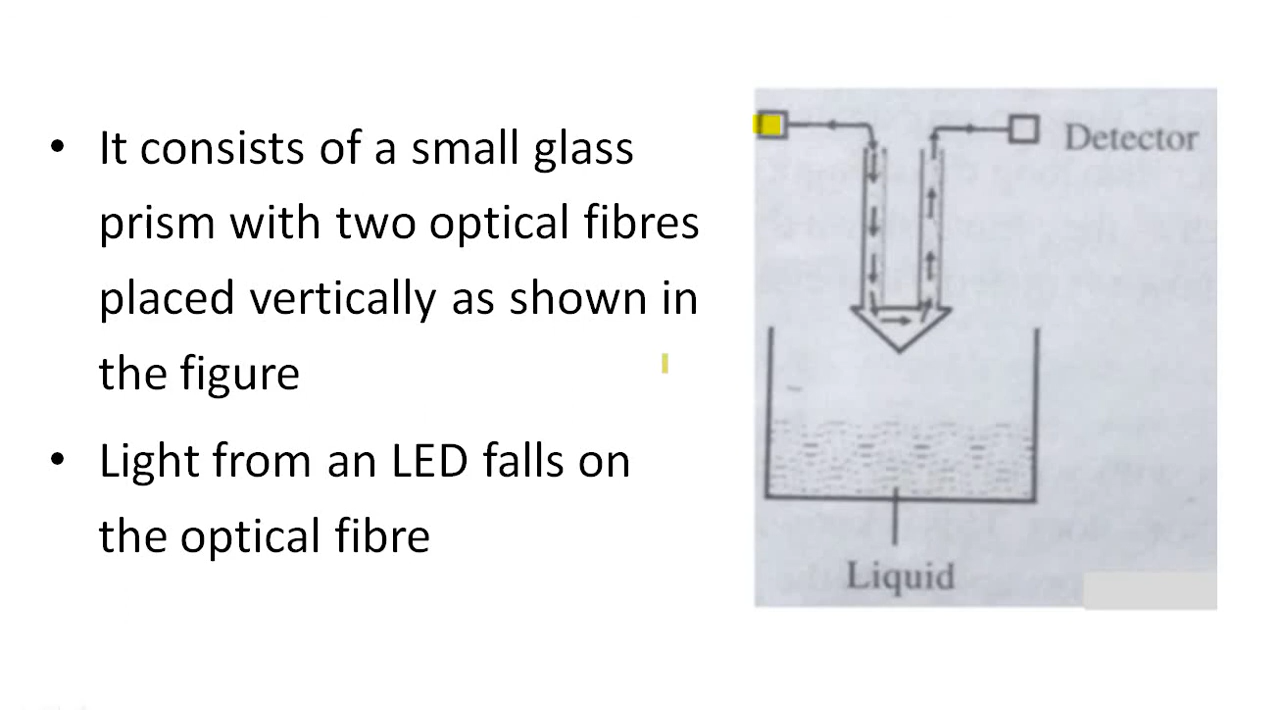 • It consists of a small glass
prism with two optical fibres
placed vertically as shown in
the figure
• Light from an LED falls on
the optical fibre
Detector
Liquid